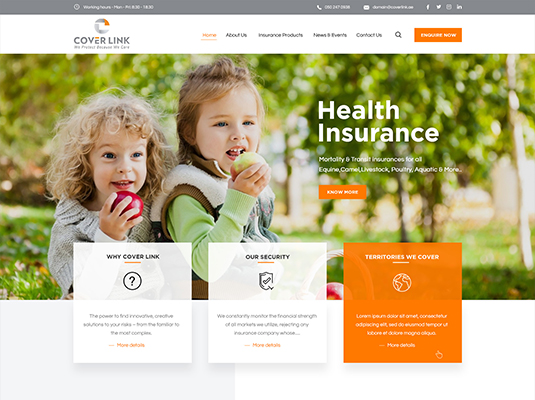 Working hours - Mon - Fri: 8:30 - 18:30
050 247 0936
domain@coverlink.ae
COVER LINK
We Protect Because We Care
Home
About Us
Insurance Products
News & Events
Contact Us
ENQUIRE NOW
Health
Insurance
Mortality & Transit insurances for all
Equine,Camel,Livestock, Poultry, Aquatic & More..
KNOW MORE
WHY COVER LINK
The power to find innovative, creative
solutions to your risks – from the familiar to
the most complex.
More details
OUR SECURITY
We constantly monitor the financial strength
of all markets we utilize, rejecting any
insurance company whose....
More details
TERRITORIES WE COVER
Lorem ipsum dolor sit amet, consectetur
adipiscing elit, sed do eiusmod tempor ut
labore et dolore magna aliqua.
More details